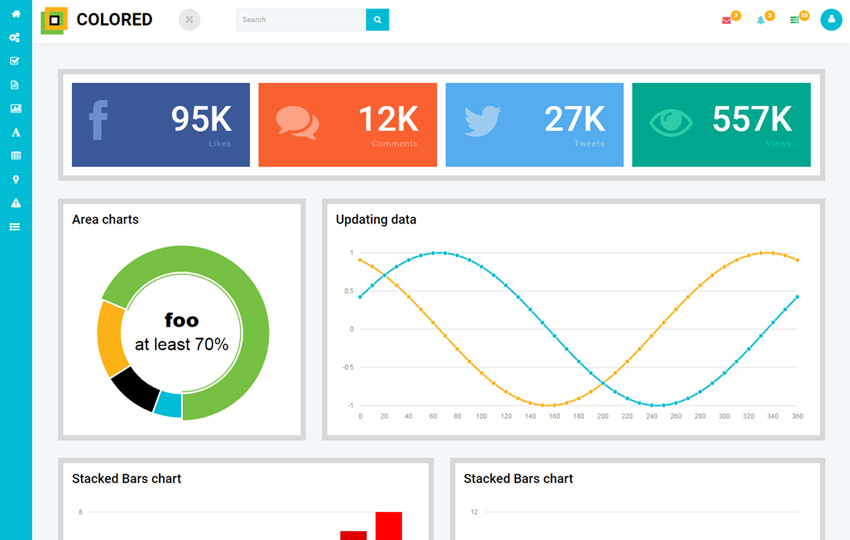 COLORED
Search
3
3
15
95K
Likes
12K
Comments
27K
Tweets
557K
Views
Area charts
foo
at least 70%
Updating data
1
0.5
0
-0.5
-1
0 20 40 60 80 100 120 140 160 180 200 220 240 260 280 300 320 340 360
Stacked Bars chart
8
Stacked Bars chart
12